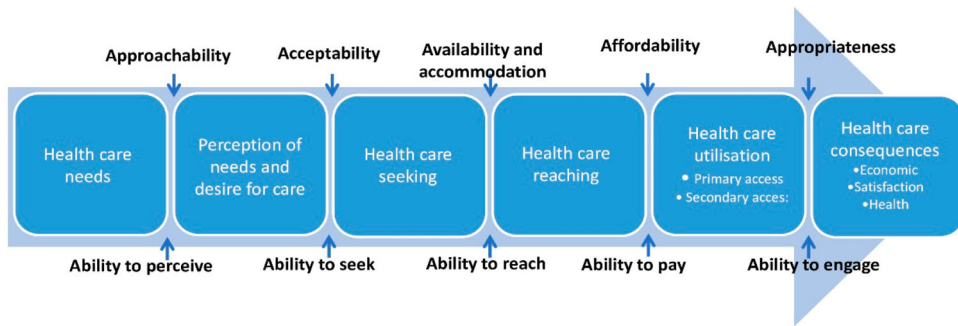 Approachability
Acceptability
Availability and
accommodation
Affordability
Appropriateness
Health care
needs
Perception of
needs and
desire for care
Health care
seeking
Health care
reaching
Health care
utilisation
• Primary access
• Secondary acces:
Health care
consequences
•Economic
•Satisfaction
•Health
Ability to perceive
Ability to seek
Ability to reach
Ability to pay
Ability to engage